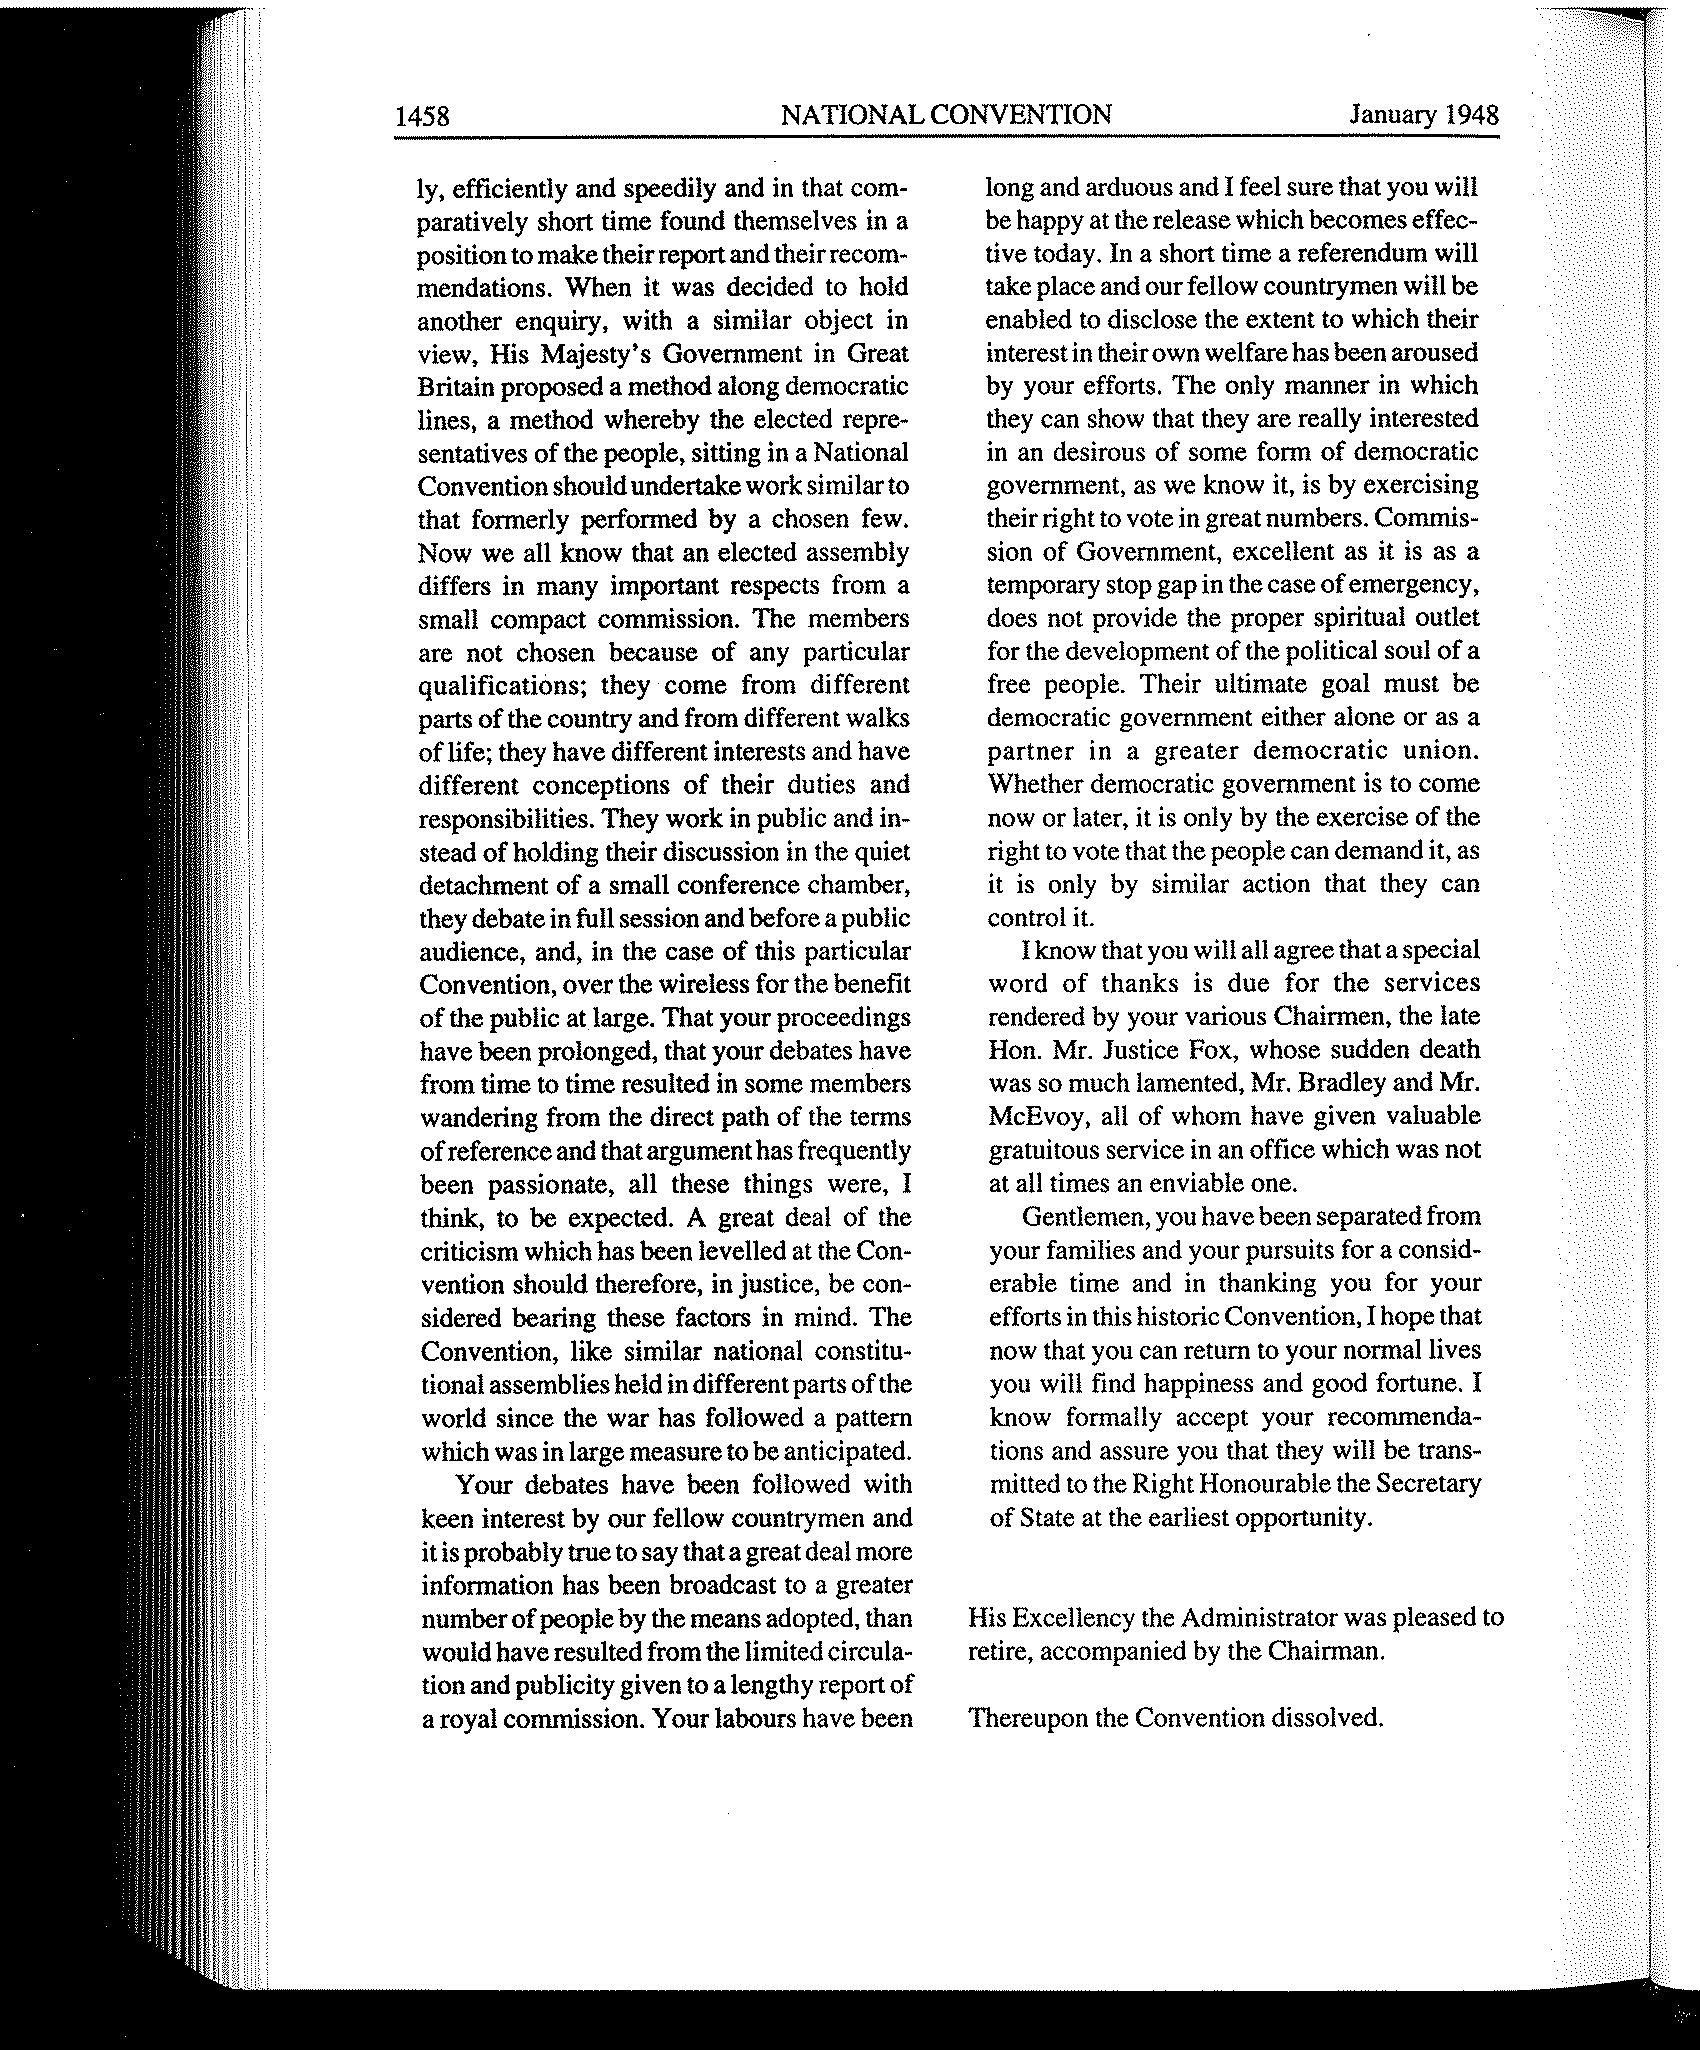 1458 NATIONAL CONVENTION January 1948
ly, efficiently and speedily and in that com-
paratively short time found themselves in a
position to make their report and their recom-
mendations. When it was decided to hold
another enquiry, with a similar object in
view, His Majesty's Government in Great
Britain proposed a method along democratic
lines, a method whereby the elected repre-
sentatives of the people, sitting in a National
Convention should undertake work similar to
that formerly performed by a chosen few.
Now we all know that an elected assembly
differs in many important respects from a
small compact commission. The members
are not chosen because of any particular
qualifications; they come from different
parts of the country and from different walks
of life; they have different interests and have
different conceptions of their duties and
responsibilities. They work in public and in-
stead of holding their discussion in the quiet
detachment of a small conference chamber,
they debate in full session and before a public
audience, and, in the case of this particular
Convention, over the wireless for the benefit
of the public at large. That your proceedings
have been prolonged, that your debates have
from time to time resulted in some members
wandering from the direct path of the terms
of reference and that argument has frequently
been passionate, all these things were, I
think, to be expected. A great deal of the
criticism which has been levelled at the Con-
vention should therefore, in justice, be con-
sidered bearing these factors in mind. The
Convention, like similar national constitu-
tional assemblies held in different parts of the
world since the war has followed a pattern
which was in large measure to be anticipated.
Your debates have been followed with
keen interest by our fellow countrymen and
it is probably true to say that a great deal more
information has been broadcast to a greater
number of people by the means adopted, than
would have resulted from the limited circula-
tion and publicity given to a lengthy report of
a royal commission. Your labours have been
long and arduous and I feel sure that you will
be happy at the release which becomes effec-
tive today. In a short time a referendum will
take place and our fellow countrymen will be
enabled to disclose the extent to which their
interest in their own welfare has been aroused
by your efforts. The only manner in which
they can show that they are really interested
in an desirous of some form of democratic
government, as we know it, is by exercising
their right to vote in great numbers. Commis-
sion of Government, excellent as it is as a
temporary stop gap in the case of emergency,
does not provide the proper spiritual outlet
for the development of the political soul of a
free people. Their ultimate goal must be
democratic government either alone or as a
partner in a greater democratic union.
Whether democratic government is to come
now or later, it is only by the exercise of the
right to vote that the people can demand it, as
it is only by similar action that they can
control it.
I know that you will all agree that a special
word of thanks is due for the services
rendered by your various Chairmen, the late
Hon. Mr. Justice Fox, whose sudden death
was so much lamented, Mr. Bradley and Mr.
McEvoy, all of whom have given valuable
gratuitous service in an office which was not
at all times an enviable one.
Gentlemen, you have been separated from
your families and your pursuits for a consid-
erable time and in thanking you for your
efforts in this historic Convention, I hope that
now that you can return to your normal lives
you will find happiness and good fortune. I
know formally accept your recommenda-
tions and assure you that they will be trans-
mitted to the Right Honourable the Secretary
of State at the earliest opportunity.
His Excellency the Administrator was pleased to
retire, accompanied by the Chairman.
Thereupon the Convention dissolved.